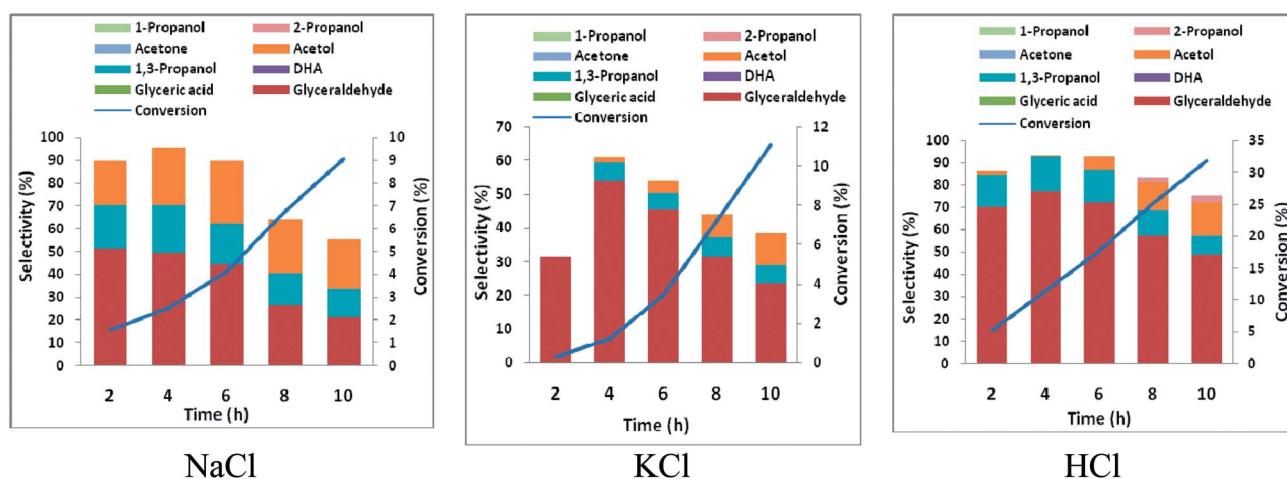 1-Propanol 2-Propanol
Acetone Acetol
1,3-Propanol DHA
Glyceric acid Glyceraldehyde
Conversion
100
90
80
70
60
50
40
30
20
10
0
Selectivity (%)
10
9
8
7
6
5
4
3
2
1
0
Conversion (%)
2 4 6 8 10
Time (h)
NaCl
1-Propanol 2-Propanol
Acetone Acetol
1,3-Propanol DHA
Glyceric acid Glyceraldehyde
Conversion
70
60
50
40
30
20
10
0
Selectivity (%)
12
10
8
6
4
2
0
Conversion (%)
2 4 6 8 10
Time (h)
KCl
1-Propanol 2-Propanol
Acetone Acetol
1,3-Propanol DHA
Glyceric acid Glyceraldehyde
Conversion
100
90
80
70
60
50
40
30
20
10
0
Selectivity (%)
35
30
25
20
15
10
5
0
Conversion (%)
2 4 6 8 10
Time (h)
HCl